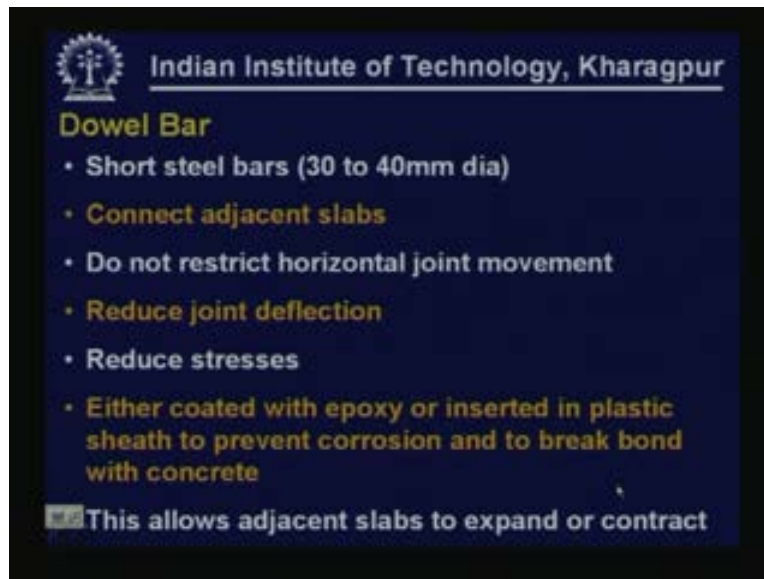 Indian Institute of Technology, Kharagpur
Dowel Bar
• Short steel bars (30 to 40mm dia)
• Connect adjacent slabs
• Do not restrict horizontal joint movement
• Reduce joint deflection
• Reduce stresses
• Either coated with epoxy or inserted in plastic
sheath to prevent corrosion and to break bond
with concrete
This allows adjacent slabs to expand or contract